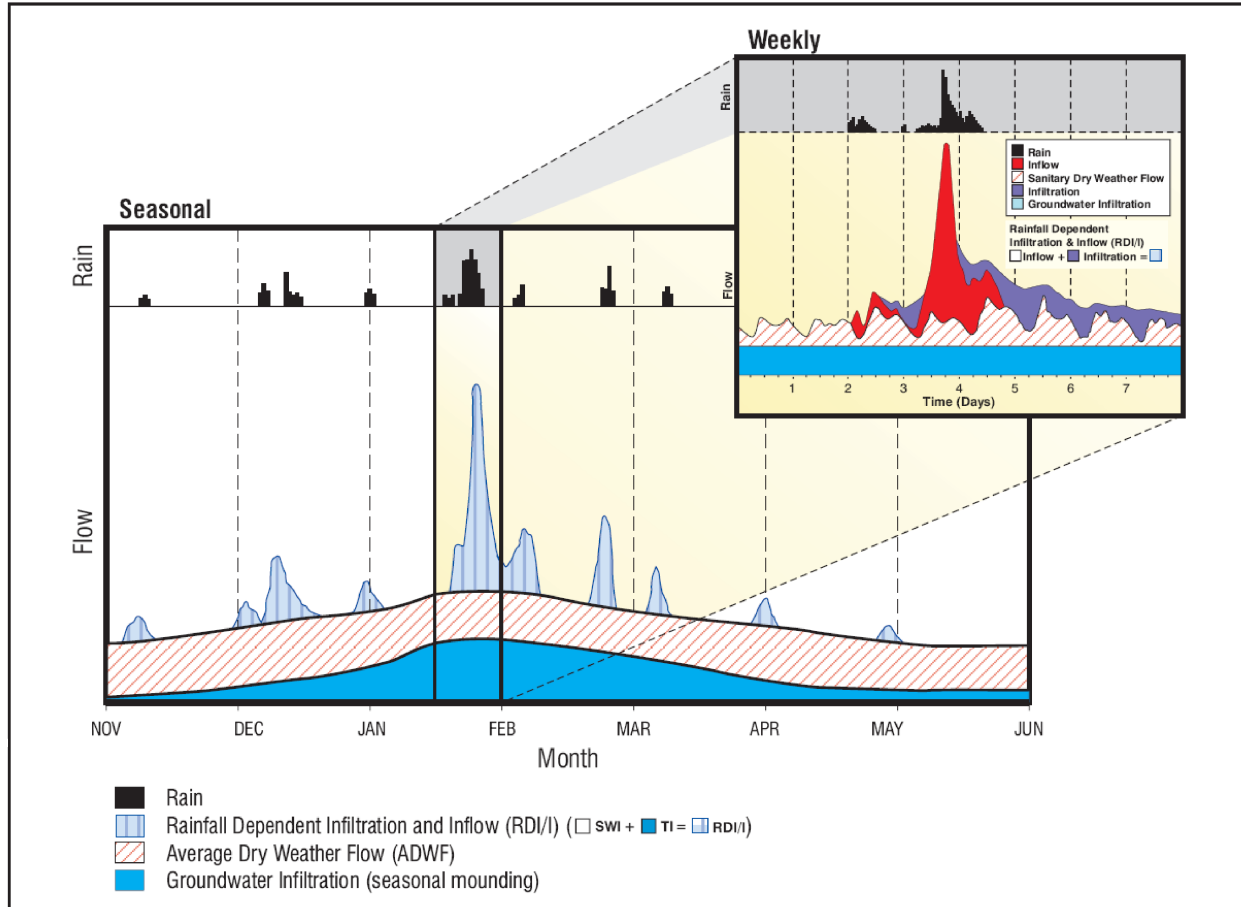 Weekly
Rain
Rain
Inflow
Sanitary Dry Weather Flow
Infiltration
Groundwater Infiltration
Rainfall Dependent
Infiltration & Inflow (RDI/I)
Inflow + Infiltration =
Flow
1 2 3 4 5 6 7
Time (Days)
Seasonal
Rain
Flow
NOV DEC JAN FEB MAR APR MAY JUN
Month
Rain
Rainfall Dependent Infiltration and Inflow (RDI/I) ( SWI + TI = RDI/I)
Average Dry Weather Flow (ADWF)
Groundwater Infiltration (seasonal mounding)